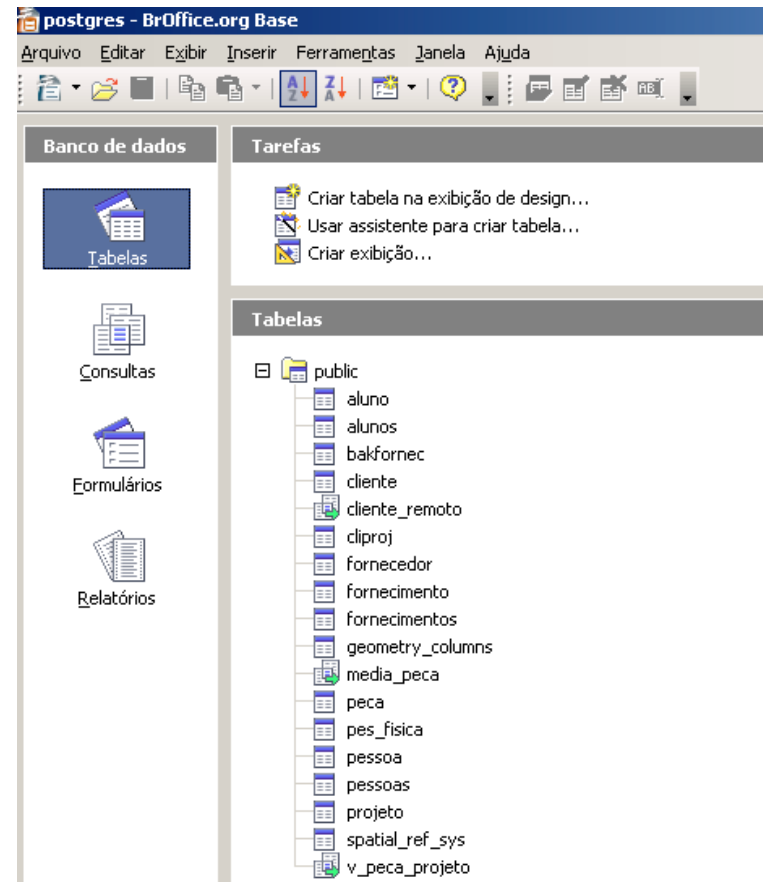 postgres - BrOffice.org Base
Arquivo Editar Exibir Inserir Ferramentas Janela Ajuda
Banco de dados
Tabelas
Consultas
Formulários
Relatórios
Tarefas
Criar tabela na exibição de design...
Usar assistente para criar tabela...
Criar exibição...
Tabelas
public
aluno
alunos
bakfornec
cliente
cliente_remoto
cliproj
fornecedor
fornecimento
fornecimentos
geometry_columns
media_peca
peca
pes_fisica
pessoa
pessoas
projeto
spatial_ref_sys
v_peca_projeto